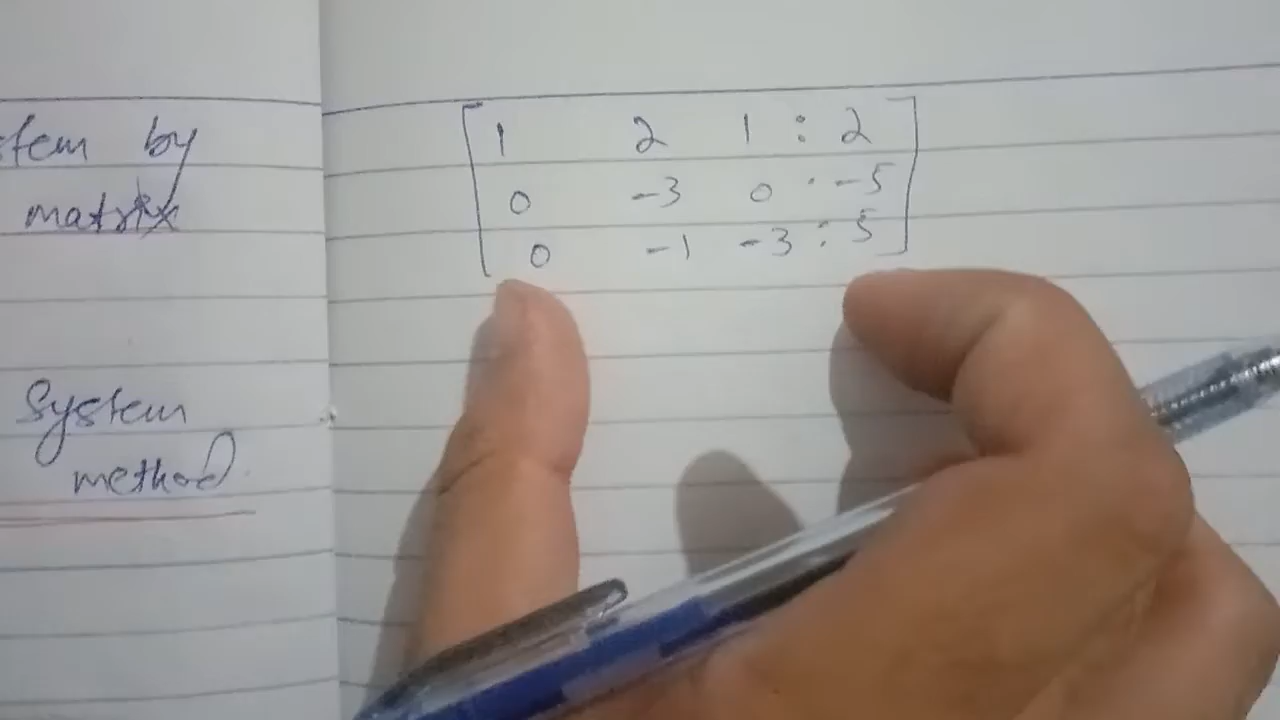 stem by
matrix
System
method.
1 2 1 : 2
0 -3 0 : -5
0 -1 -3 : 5